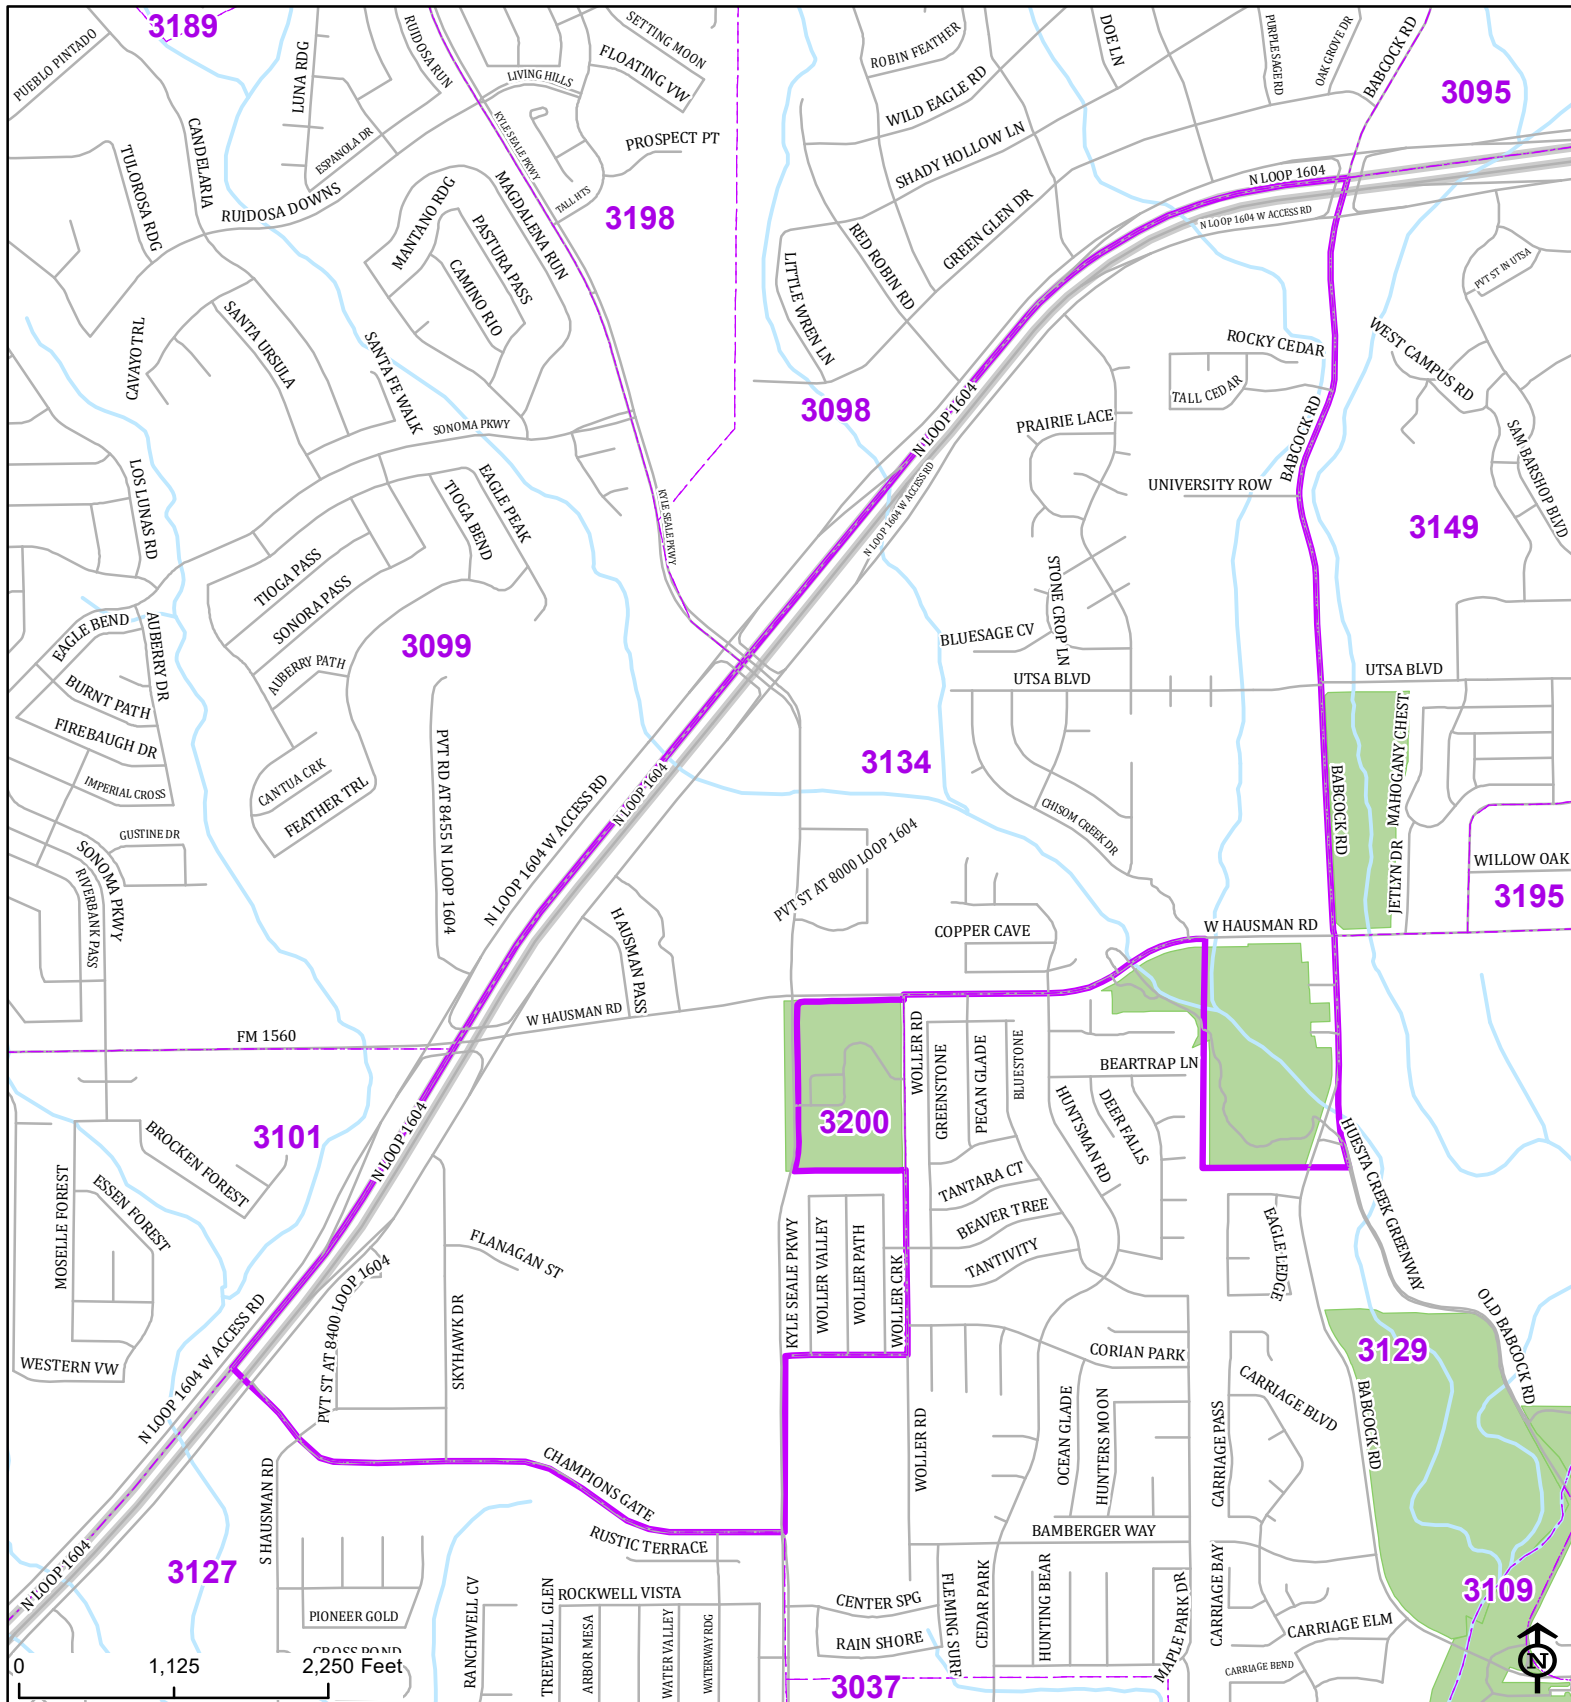 3189
PUEBLO PINTADO
LUNA RDG
RUIDOSA RUN
SETTING MOON
FLOATING VW
LIVING HILLS
ROBIN FEATHER
DOE LN
PURPLE SAGE RD
OAK GROVE DR
BABCOCK RD
3095
WILD EAGLE RD
CANDELARIA
TULOROSA RDG
ESPANOLA DR
KYLE SEALE PKWY
PROSPECT PT
SHADY HOLLOW LN
N LOOP 1604
RUIDOSA DOWNS
MANTANO RDG
MAGDALENA RUN
TALL HTS
3198
PASTURA PASS
CAMINO RIO
RED ROBIN RD
GREEN GLEN DR
N LOOP 1604 W ACCESS RD
LITTLE WREN LN
PVT ST IN UTSA
CAVAYO TRL
SANTA URSULA
SANTA FE WALK
ROCKY CEDAR
WEST CAMPUS RD
TALL CEDAR
3098
N LOOP 1604
PRAIRIE LACE
BABCOCK RD
SONOMA PKWY
SAM BARSHOP BLVD
LOS LUNAS RD
TIOGA BEND
EAGLE PEAK
KYLE SEALE PKWY
N LOOP 1604 W ACCESS RD
UNIVERSITY ROW
3149
TIOGA PASS
SONORA PASS
STONE CROP LN
EAGLE BEND
AUBERRY DR
3099
BLUESAGE CV
AUBERRY PATH
UTSA BLVD
UTSA BLVD
BURNT PATH
FIREBAUGH DR
PVT RD AT 8455 N LOOP 1604
3134
MAHOGANY CHEST
IMPERIAL CROSS
CANTUA CRK
FEATHER TRL
N LOOP 1604 W ACCESS RD
N LOOP 1604
CHISOM CREEK DR
BABCOCK RD
GUSTINE DR
SONOMA PKWY
RIVERBANK PASS
PVT ST AT 8000 LOOP 1604
JETLYN DR
WILLOW OAK
3195
HAUSMAN PASS
COPPER CAVE
W HAUSMAN RD
W HAUSMAN RD
FM 1560
WOLLER RD
GREENSTONE
PECAN GLADE
BLUESTONE
BEARTRAP LN
3101
N LOOP 1604
3200
HUNTSMAN RD
DEER FALLS
HUESTA CREEK GREENWAY
BROCKEN FOREST
MOSELLE FOREST
ESSEN FOREST
TANTARA CT
BEAVER TREE
TANTIVITY
KYLE SEALE PKWY
WOLLER VALLEY
WOLLER PATH
WOLLER CRK
EAGLE LEDGE
FLANAGAN ST
PVT ST AT 8400 LOOP 1604
SKYHAWK DR
N LOOP 1604 W ACCESS RD
WESTERN VW
CORIAN PARK
3129
OLD BABCOCK RD
CARRIAGE BLVD
BABCOCK RD
CARRIAGE PASS
OCEAN GLADE
HUNTERS MOON
WOLLER RD
S HAUSMAN RD
CHAMPIONS GATE
RUSTIC TERRACE
BAMBERGER WAY
N LOOP 1604
3127
ROCKWELL VISTA
RANCHWELL CV
TREEWELL GLEN
ARBOR MESA
WATER VALLEY
WATERWAY RDG
CENTER SPG
RAIN SHORE
FLEMING SURF
CEDAR PARK
HUNTING BEAR
MAPLE PARK DR
CARRIAGE BAY
3109
PIONEER GOLD
CARRIAGE ELM
CROSS POND
CARRIAGE BEND
3037
0 1,125 2,250 Feet
N